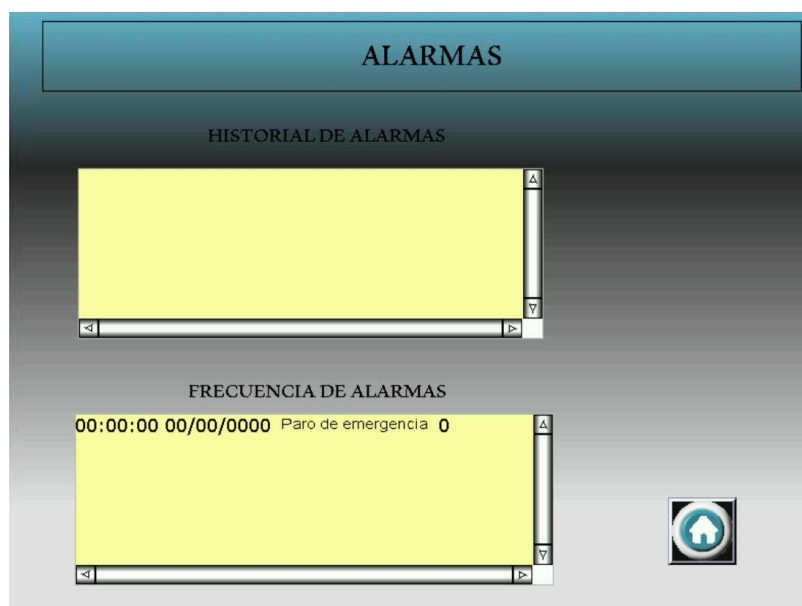 ALARMAS
HISTORIAL DE ALARMAS
FRECUENCIA DE ALARMAS
00:00:00 00/00/0000 Paro de emergencia 0